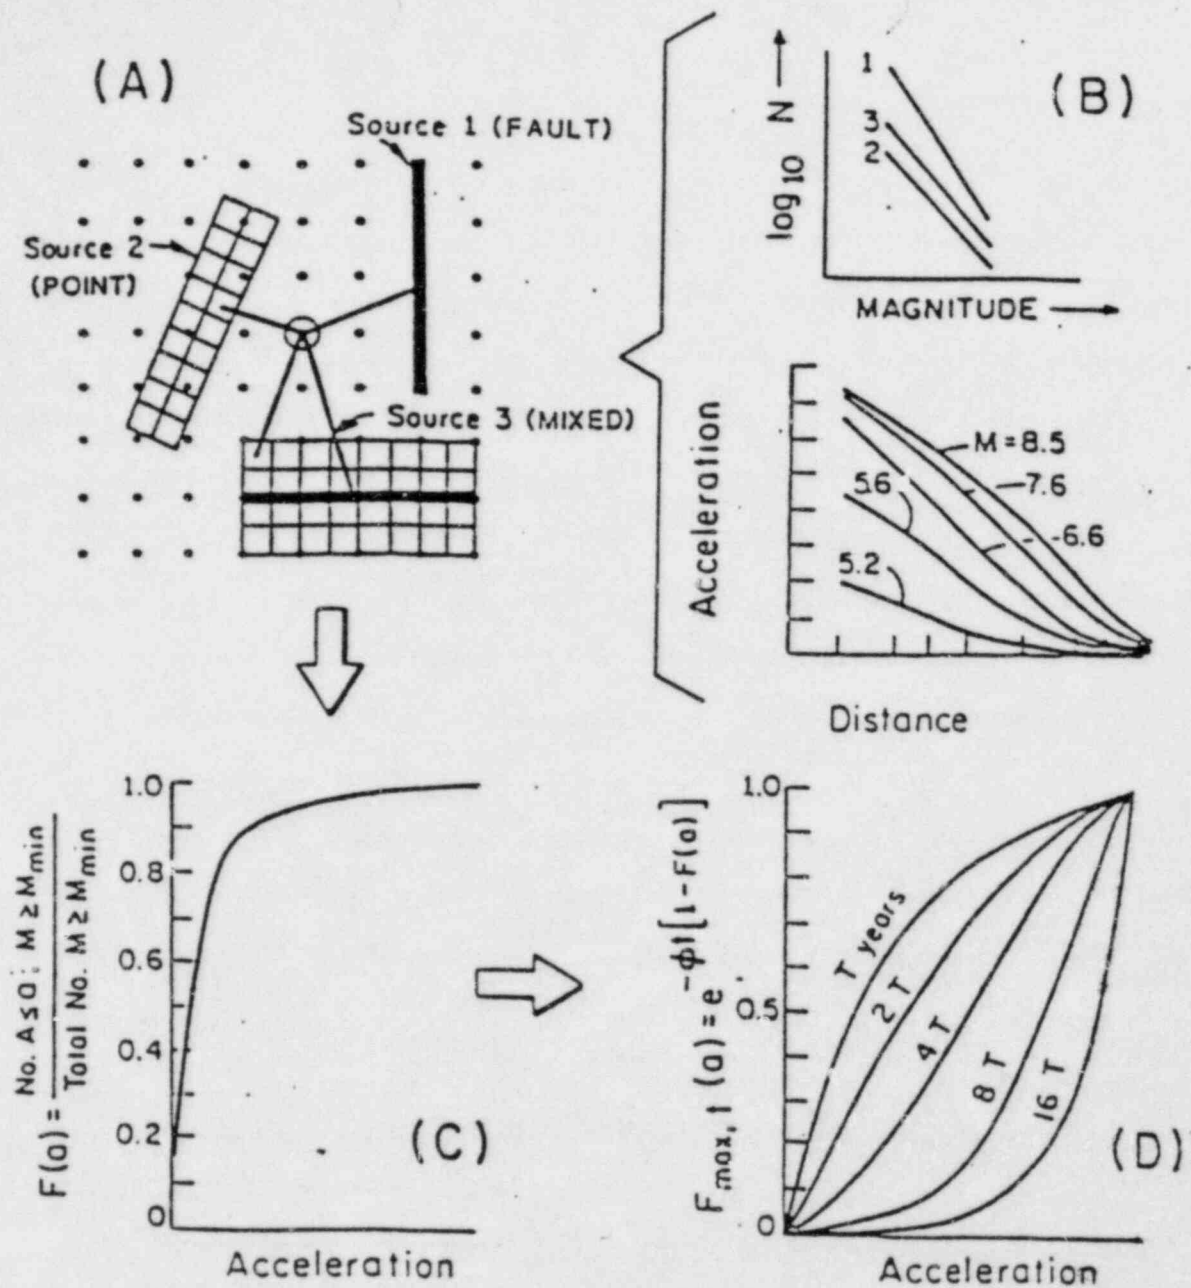 (A)
Source 1 (FAULT)
Source 2
(POINT)
Source 3 (MIXED)
(B)
log10 N
1
3
2
MAGNITUDE
Acceleration
M=8.5
7.6
6.6
5.6
5.2
Distance
F(a) = No. A≤a; M≥Mmin
Total No. M≥Mmin
1.0
0.8
0.6
0.4
0.2
0
(C)
Acceleration
Fmax, t (a) = e^-ϕt[1-F(a)]
1.0
0.5
0
T years
2T
4T
8T
16T
(D)
Acceleration